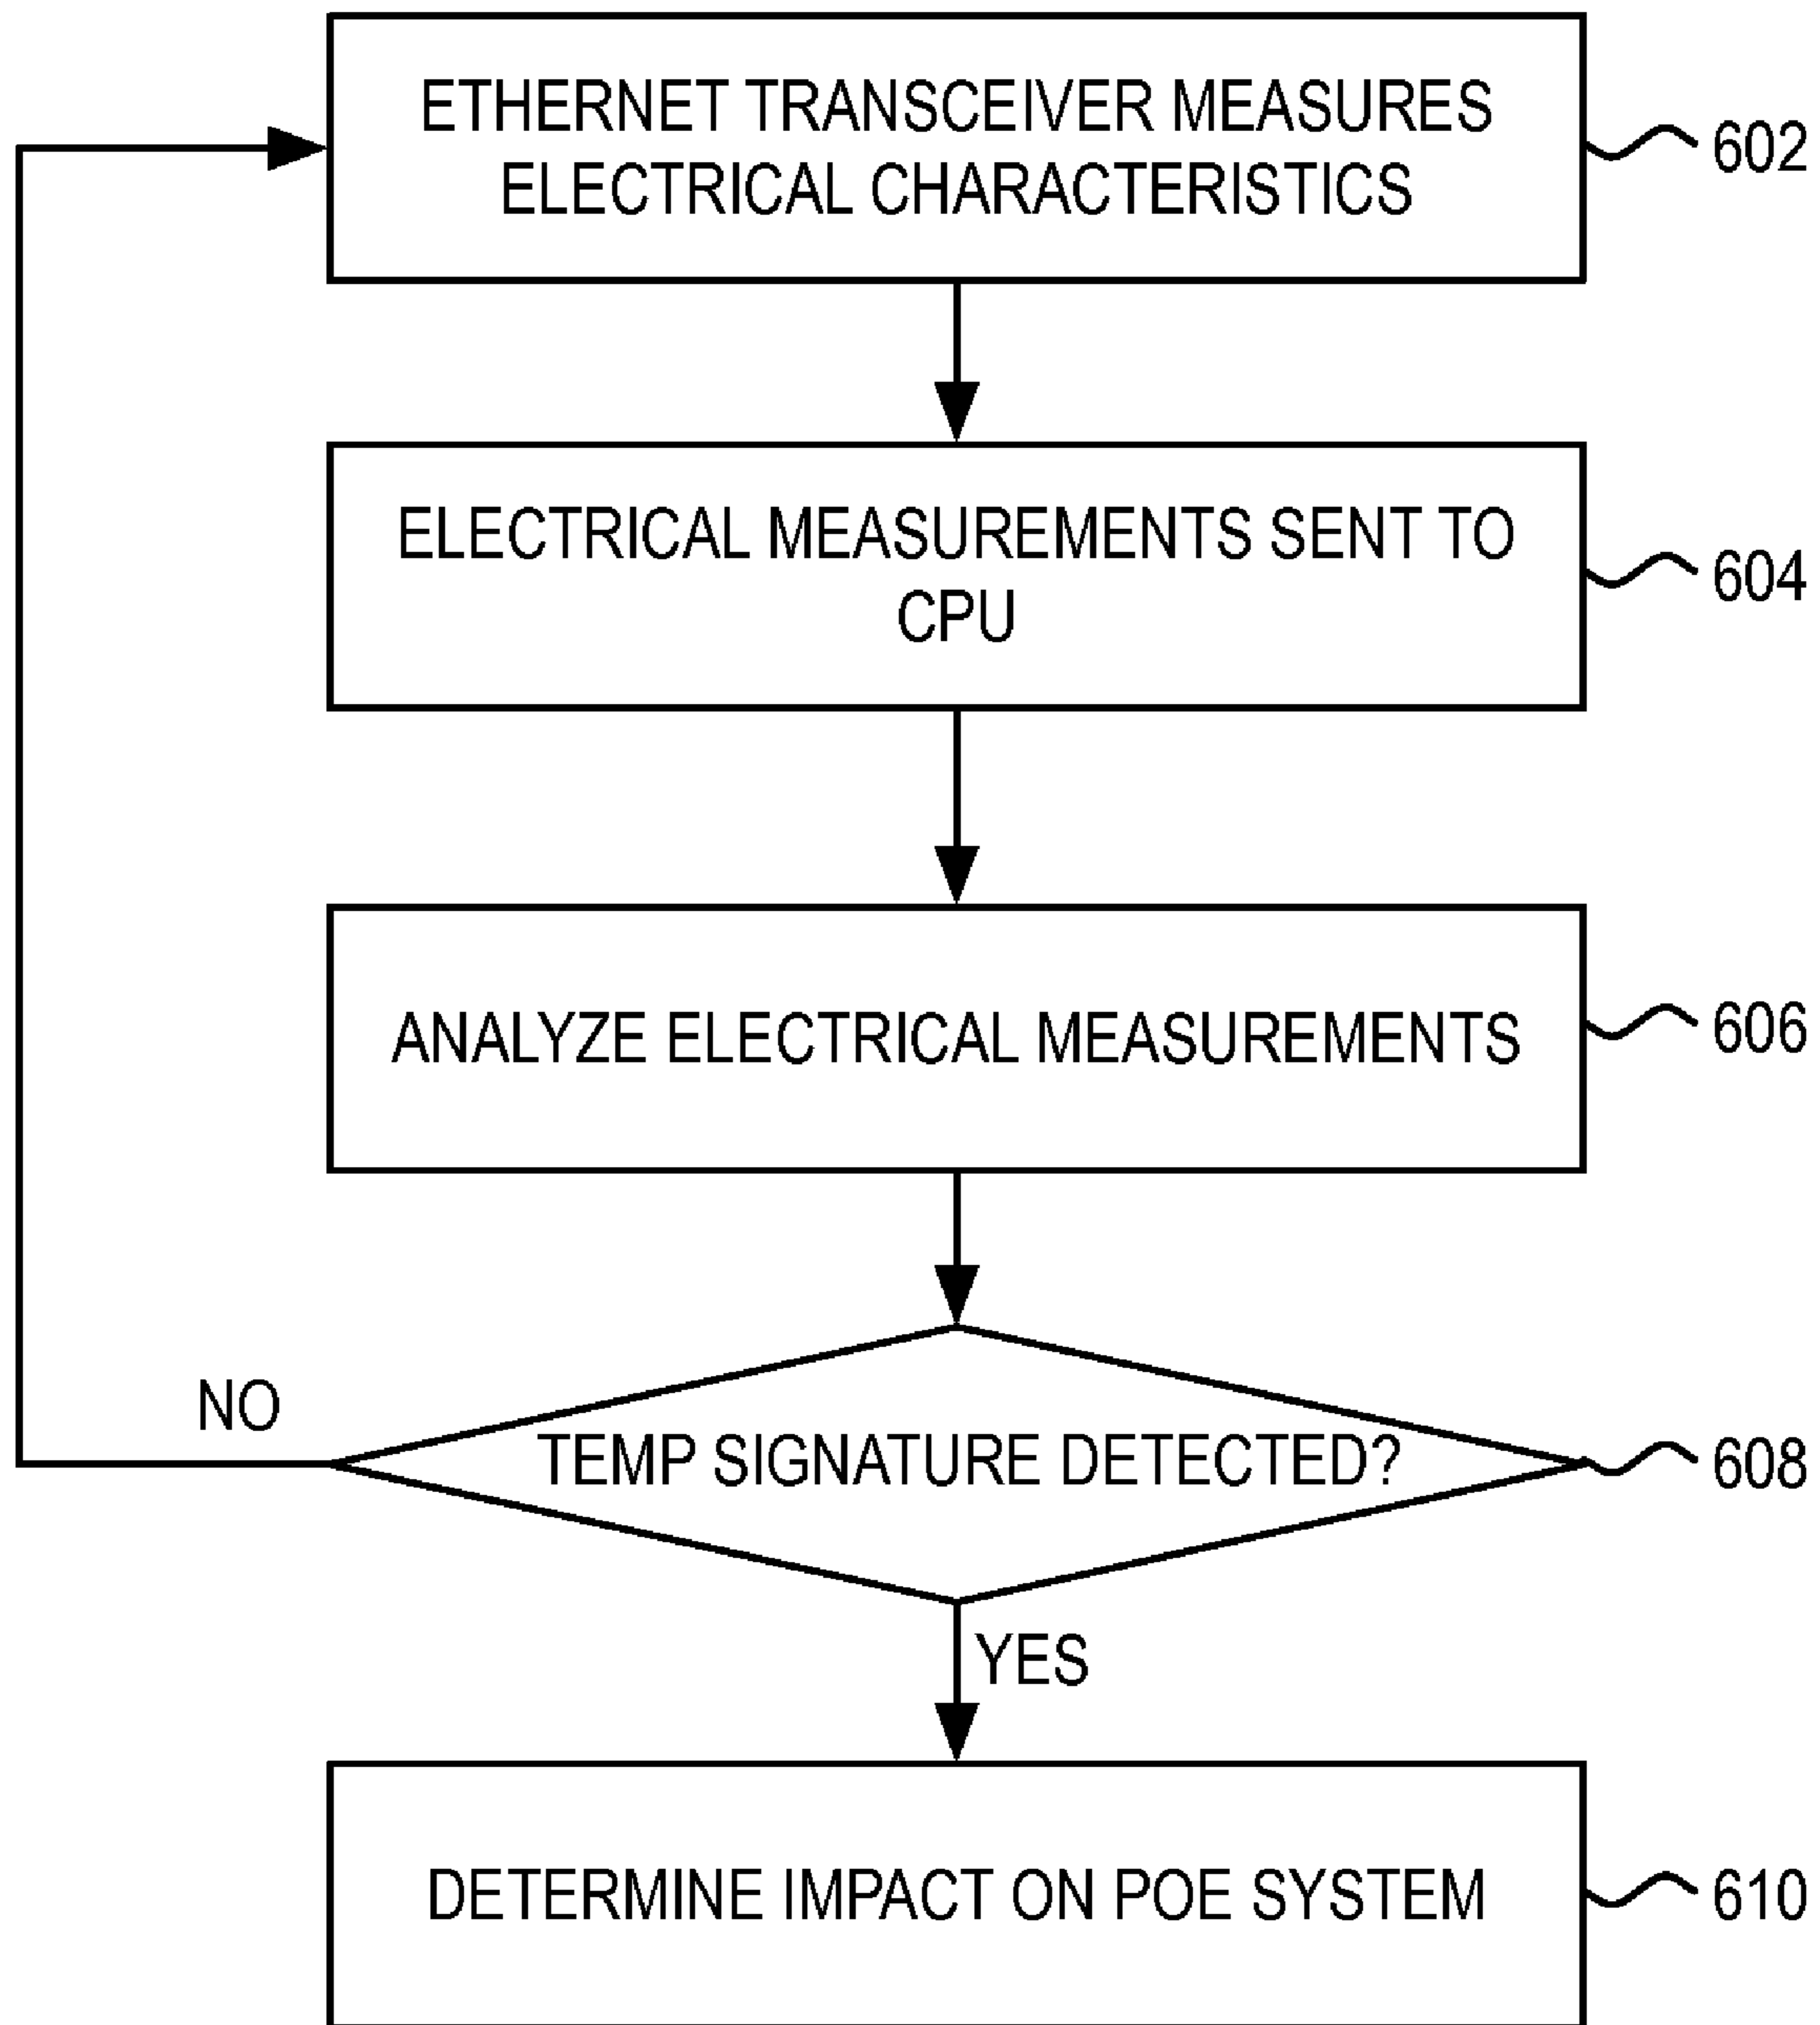 ETHERNET TRANSCEIVER MEASURES
ELECTRICAL CHARACTERISTICS
602
ELECTRICAL MEASUREMENTS SENT TO
CPU
604
ANALYZE ELECTRICAL MEASUREMENTS
606
NO
TEMP SIGNATURE DETECTED?
608
YES
DETERMINE IMPACT ON POE SYSTEM
610